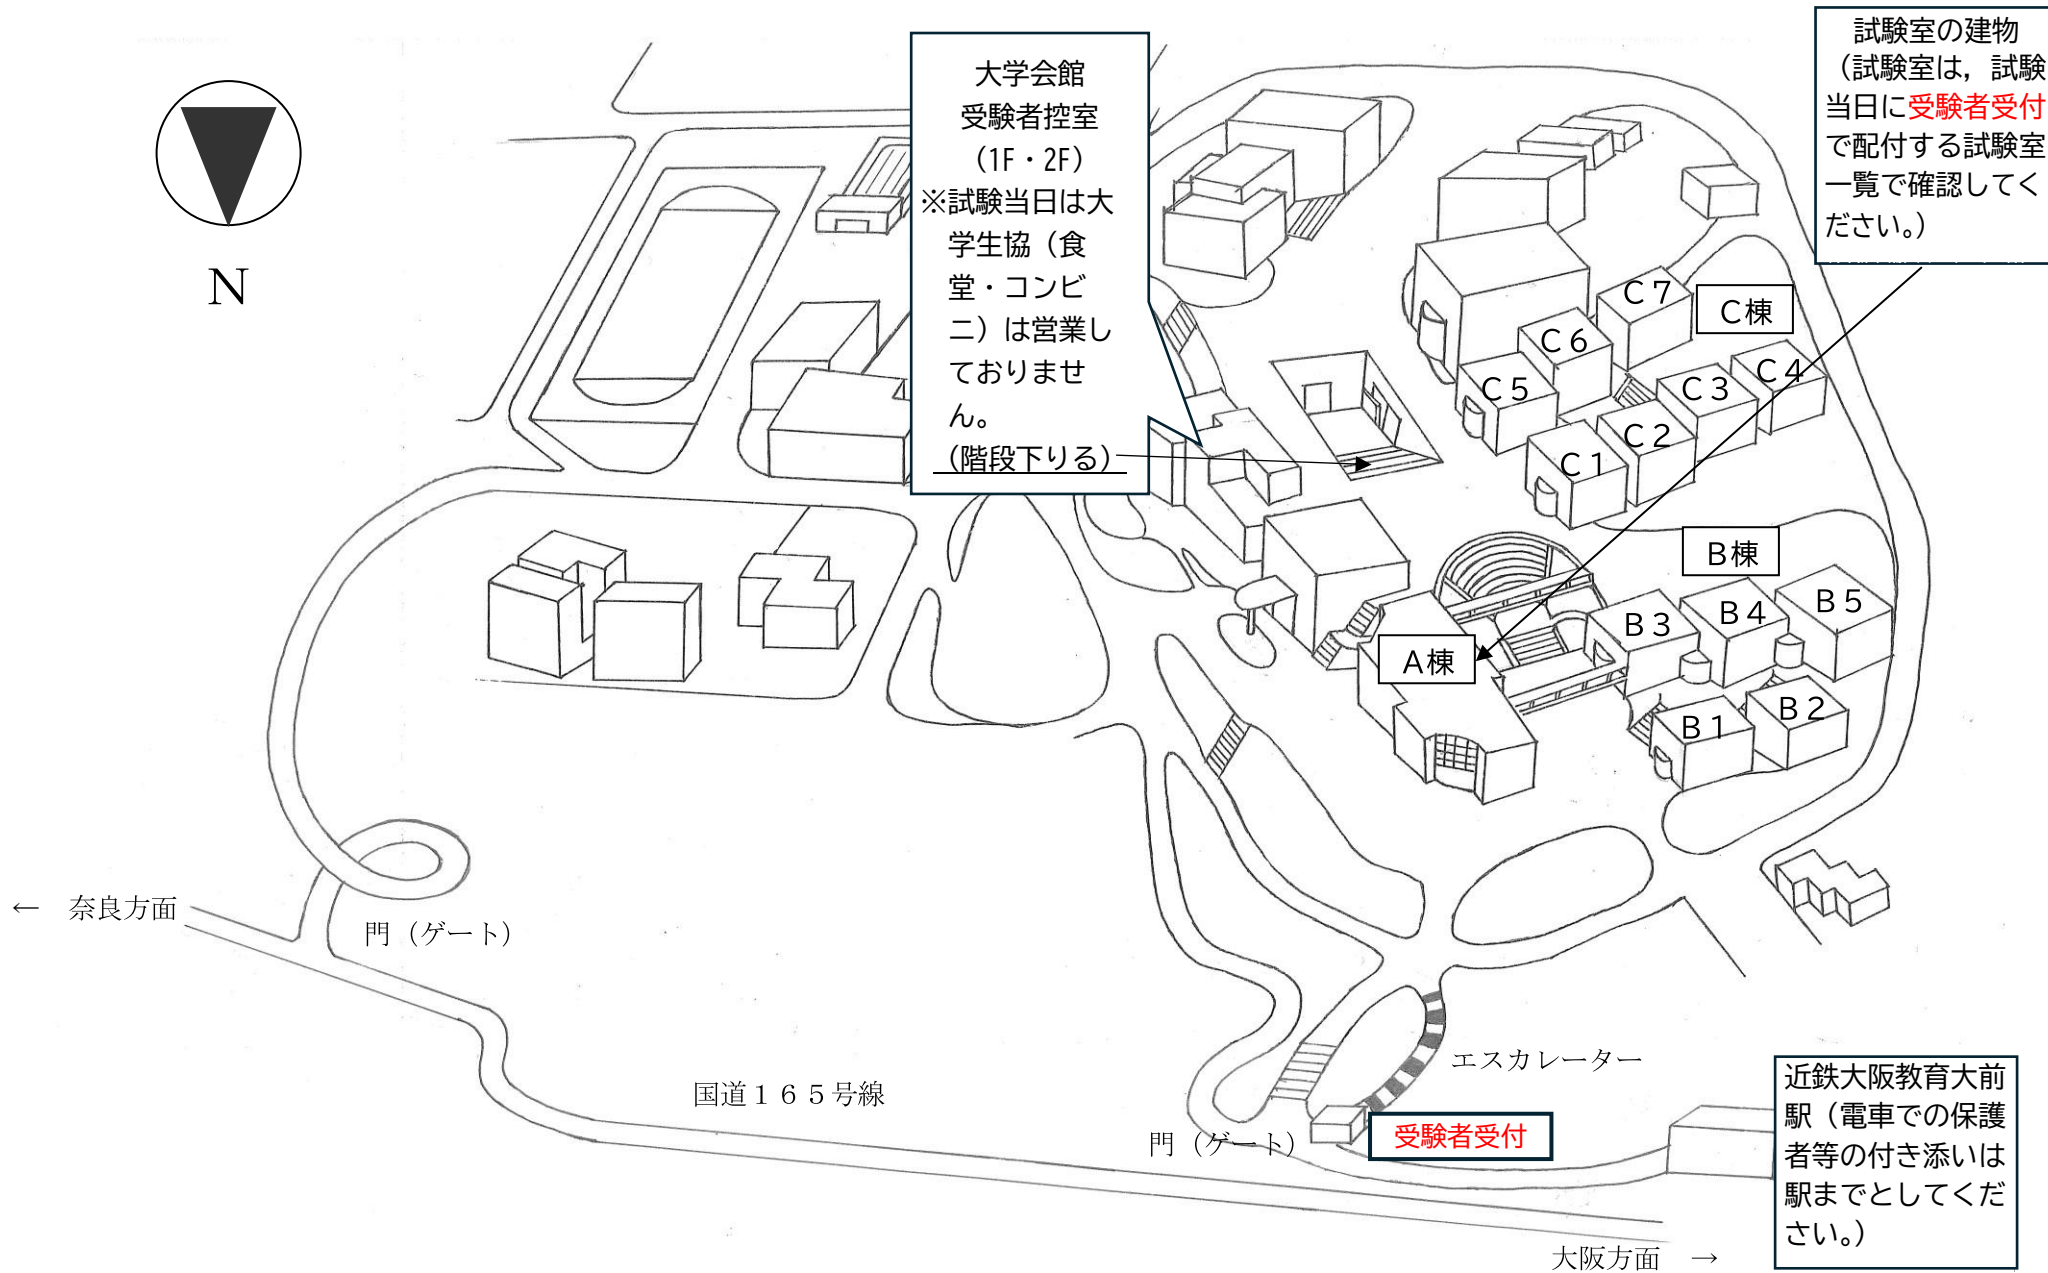 試験室の建物
（試験室は，試験
当日に受験者受付
で配付する試験室
一覧で確認してく
ださい。）
大学会館
受験者控室
（1F・2F）
※試験当日は大
学生協（食
堂・コンビ
ニ）は営業し
ておりませ
ん。
（階段下りる）
N
Ｃ７
Ｃ棟
Ｃ６
Ｃ５
Ｃ４
Ｃ３
Ｃ２
Ｃ１
Ｂ棟
Ｂ５
Ｂ４
Ｂ３
Ａ棟
Ｂ２
Ｂ１
←　奈良方面
門（ゲート）
エスカレーター
国道１６５号線
門（ゲート）
受験者受付
近鉄大阪教育大前
駅（電車での保護
者等の付き添いは
駅までとしてくだ
さい。）
大阪方面　→